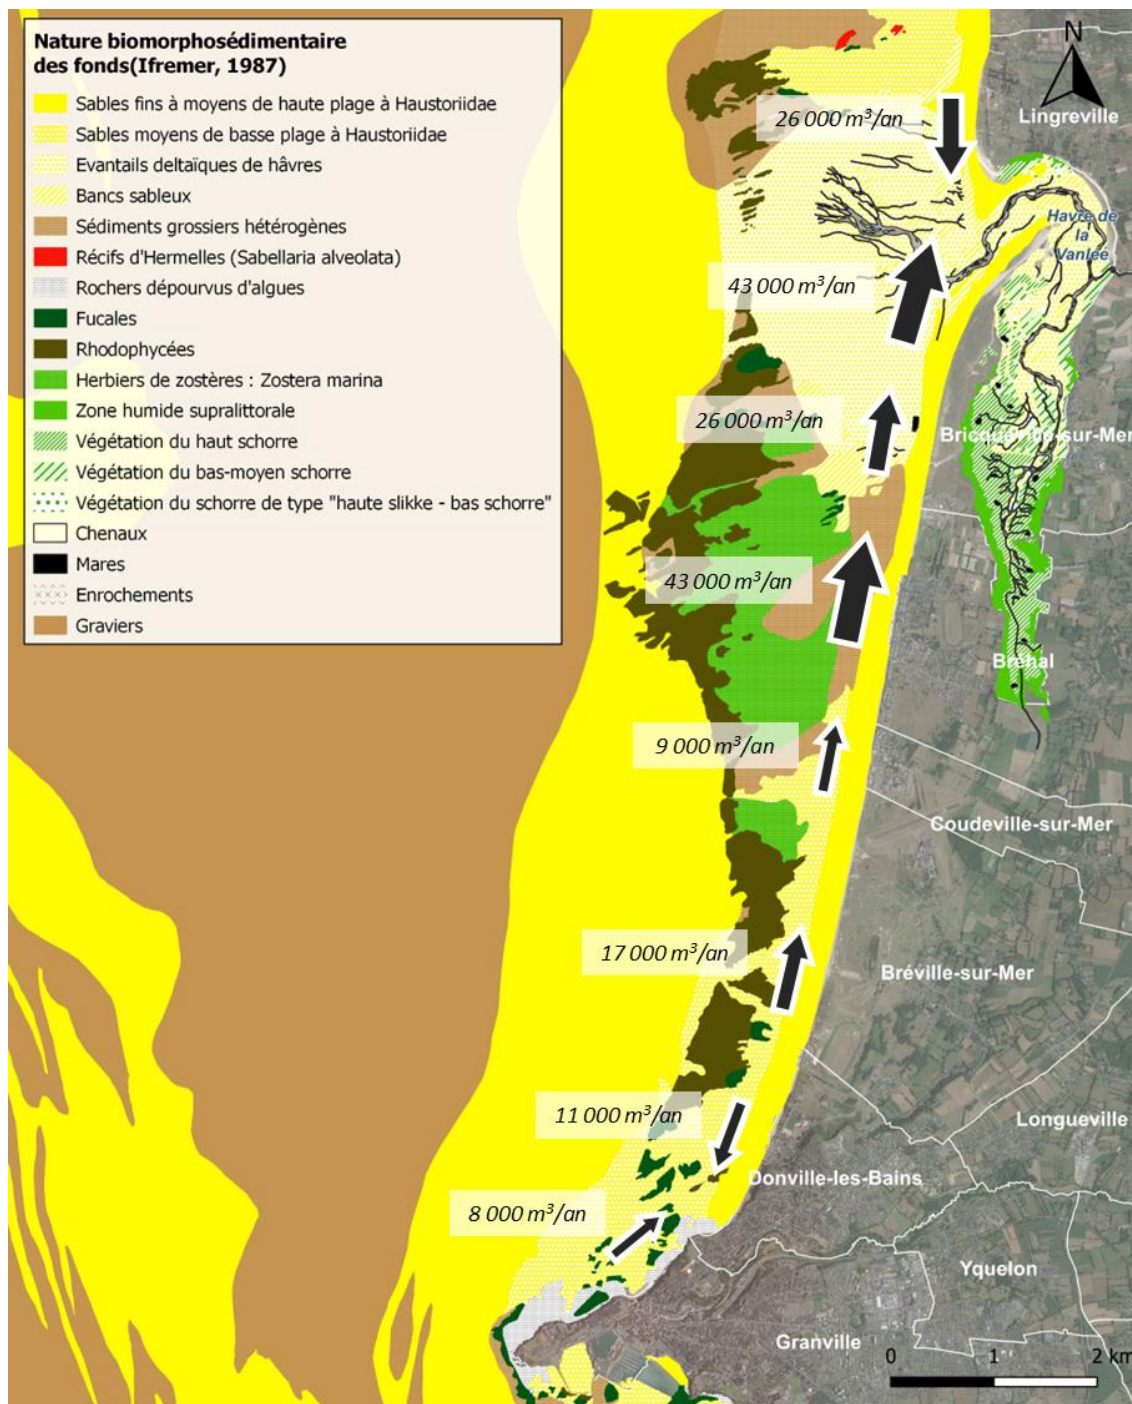 Nature biomorphosédimentaire
des fonds(Ifremer, 1987)
Sables fins à moyens de haute plage à Haustoriidae
Sables moyens de basse plage à Haustoriidae
Evantails deltaïques de hâvres
Bancs sableux
Sédiments grossiers hétérogènes
Récifs d'Hermelles (Sabellaria alveolata)
Rochers dépourvus d'algues
Fucales
Rhodophycées
Herbiers de zostères : Zostera marina
Zone humide supralittorale
Végétation du haut schorre
Végétation du bas-moyen schorre
Végétation du schorre de type "haute slikke - bas schorre"
Chenaux
Mares
Enrochements
Graviers
N
Lingreville
26 000 m³/an
Havre de
la
Vanlée
43 000 m³/an
26 000 m³/an
Bricqueville-sur-Mer
43 000 m³/an
Bréhal
9 000 m³/an
Coudeville-sur-Mer
17 000 m³/an
Bréville-sur-Mer
11 000 m³/an
Longueville
Donville-les-Bains
8 000 m³/an
Yquelon
Granville
0 1 2 km